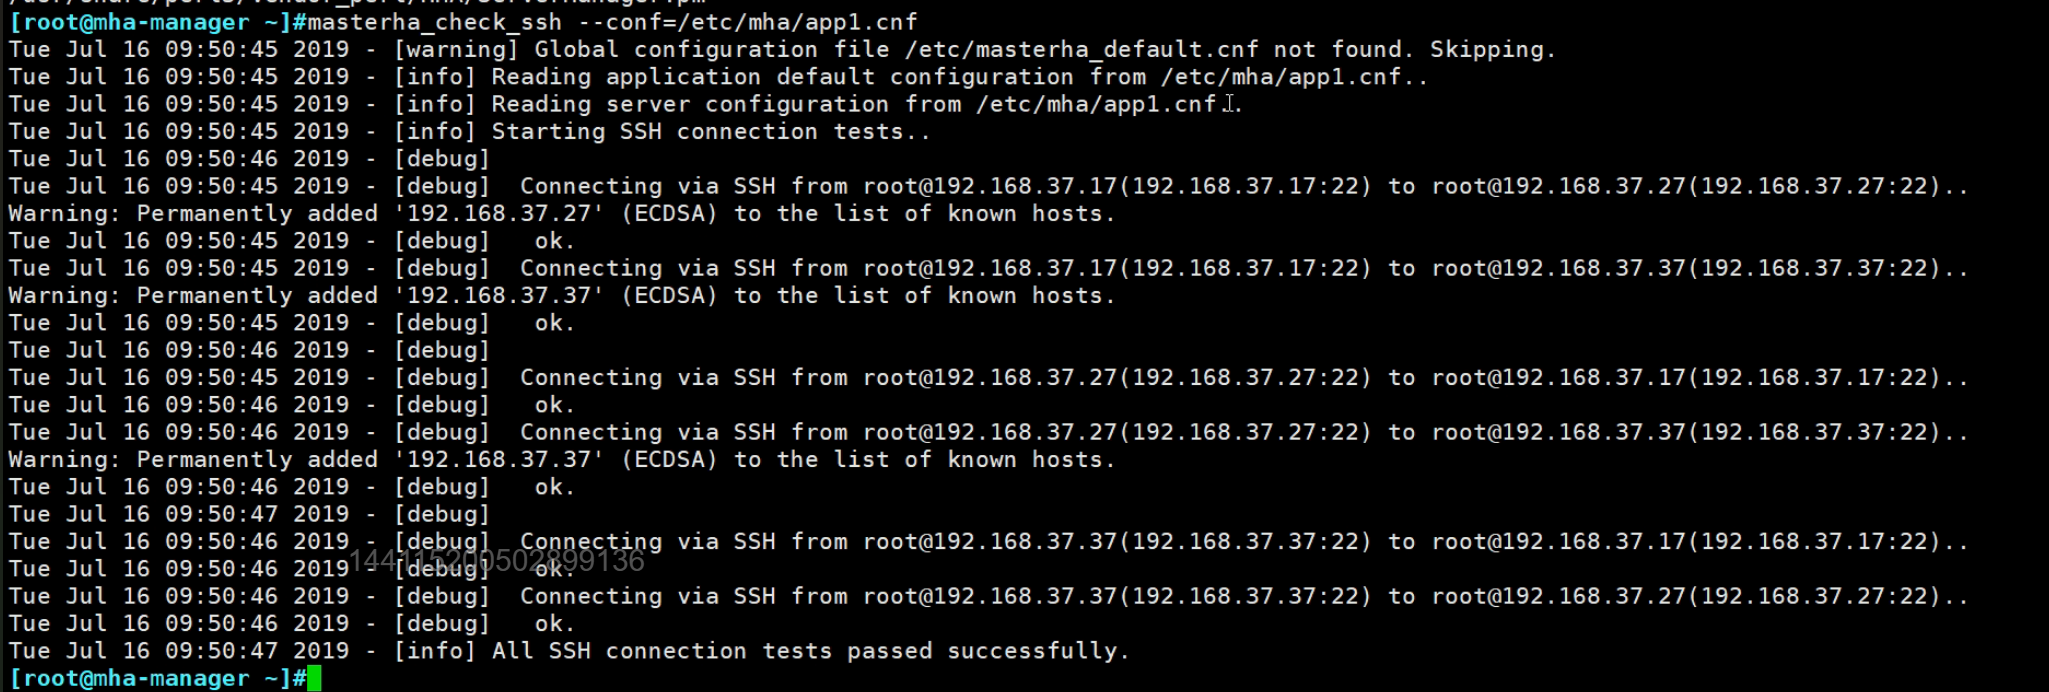 [root@mha-manager ~]#masterha_check_ssh --conf=/etc/mha/app1.cnf
Tue Jul 16 09:50:45 2019 - [warning] Global configuration file /etc/masterha_default.cnf not found. Skipping.
Tue Jul 16 09:50:45 2019 - [info] Reading application default configuration from /etc/mha/app1.cnf..
Tue Jul 16 09:50:45 2019 - [info] Reading server configuration from /etc/mha/app1.cnf..
Tue Jul 16 09:50:45 2019 - [info] Starting SSH connection tests..
Tue Jul 16 09:50:46 2019 - [debug]
Tue Jul 16 09:50:45 2019 - [debug]  Connecting via SSH from root@192.168.37.17(192.168.37.17:22) to root@192.168.37.27(192.168.37.27:22)..
Warning: Permanently added '192.168.37.27' (ECDSA) to the list of known hosts.
Tue Jul 16 09:50:45 2019 - [debug]   ok.
Tue Jul 16 09:50:45 2019 - [debug]  Connecting via SSH from root@192.168.37.17(192.168.37.17:22) to root@192.168.37.37(192.168.37.37:22)..
Warning: Permanently added '192.168.37.37' (ECDSA) to the list of known hosts.
Tue Jul 16 09:50:45 2019 - [debug]   ok.
Tue Jul 16 09:50:46 2019 - [debug]
Tue Jul 16 09:50:45 2019 - [debug]  Connecting via SSH from root@192.168.37.27(192.168.37.27:22) to root@192.168.37.17(192.168.37.17:22)..
Tue Jul 16 09:50:46 2019 - [debug]   ok.
Tue Jul 16 09:50:46 2019 - [debug]  Connecting via SSH from root@192.168.37.27(192.168.37.27:22) to root@192.168.37.37(192.168.37.37:22)..
Warning: Permanently added '192.168.37.37' (ECDSA) to the list of known hosts.
Tue Jul 16 09:50:46 2019 - [debug]   ok.
Tue Jul 16 09:50:47 2019 - [debug]
Tue Jul 16 09:50:46 2019 - [debug]  Connecting via SSH from root@192.168.37.37(192.168.37.37:22) to root@192.168.37.17(192.168.37.17:22)..
Tue Jul 16 09:50:46 2019 - [debug]   ok.
144115200502899136
Tue Jul 16 09:50:46 2019 - [debug]  Connecting via SSH from root@192.168.37.37(192.168.37.37:22) to root@192.168.37.27(192.168.37.27:22)..
Tue Jul 16 09:50:46 2019 - [debug]   ok.
Tue Jul 16 09:50:47 2019 - [info] All SSH connection tests passed successfully.
[root@mha-manager ~]#